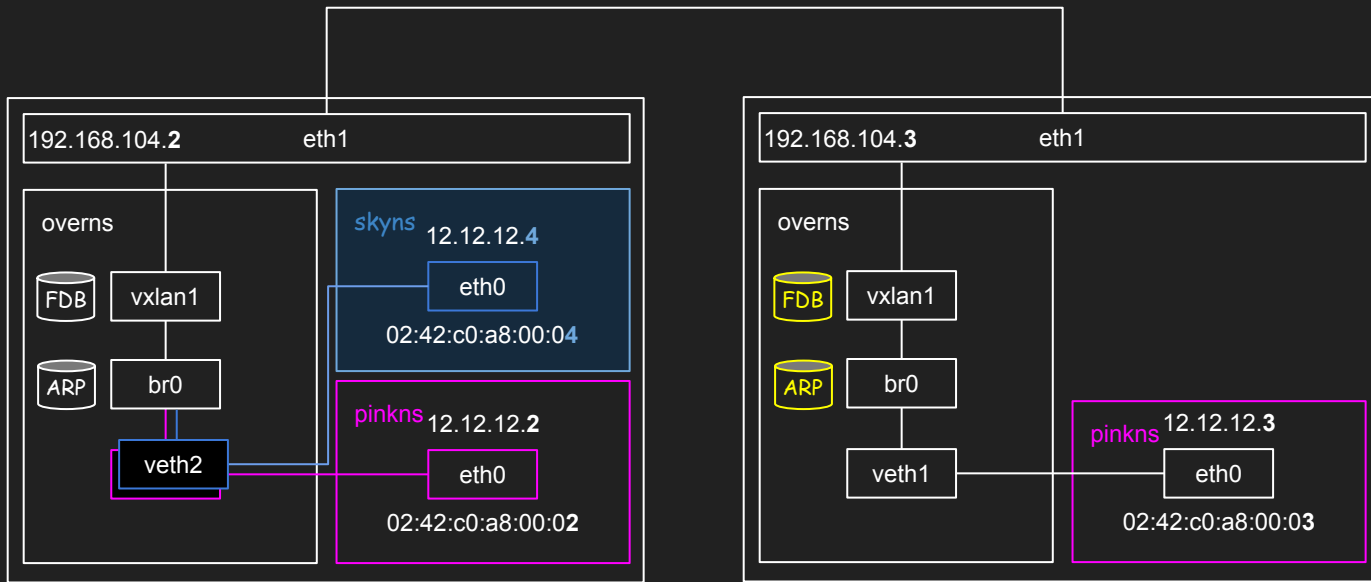 192.168.104.2 eth1
overns
FDB
vxlan1
ARP
br0
veth2
skyns
12.12.12.4
eth0
02:42:c0:a8:00:04
pinkns
12.12.12.2
eth0
02:42:c0:a8:00:02
192.168.104.3 eth1
overns
FDB
vxlan1
ARP
br0
veth1
pinkns
12.12.12.3
eth0
02:42:c0:a8:00:03